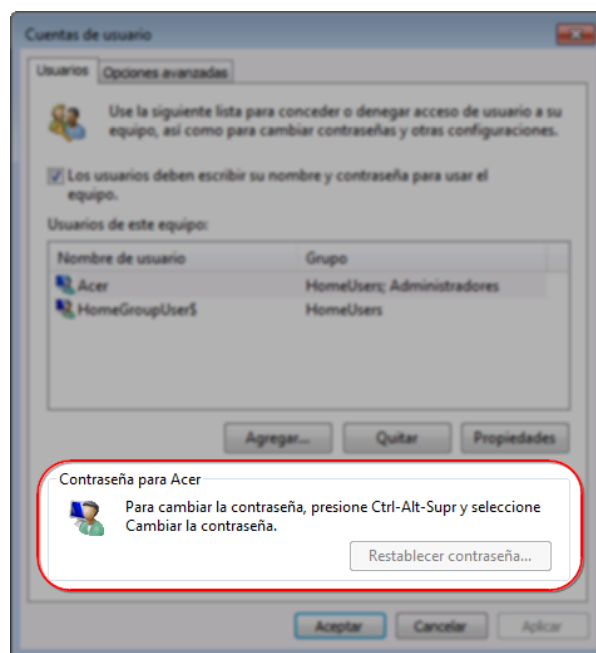 Cuentas de usuario
Usuarios
Opciones avanzadas
Use la siguiente lista para conceder o denegar acceso de usuario a su
equipo, así como para cambiar contraseñas y otras configuraciones.
Los usuarios deben escribir su nombre y contraseña para usar el
equipo.
Usuarios de este equipo:
Nombre de usuario Grupo
Acer HomeUsers; Administradores
HomeGroupUser$ HomeUsers
Agregar... Quitar Propiedades
Contraseña para Acer
Para cambiar la contraseña, presione Ctrl-Alt-Supr y seleccione
Cambiar la contraseña.
Restablecer contraseña...
Aceptar Cancelar Aplicar